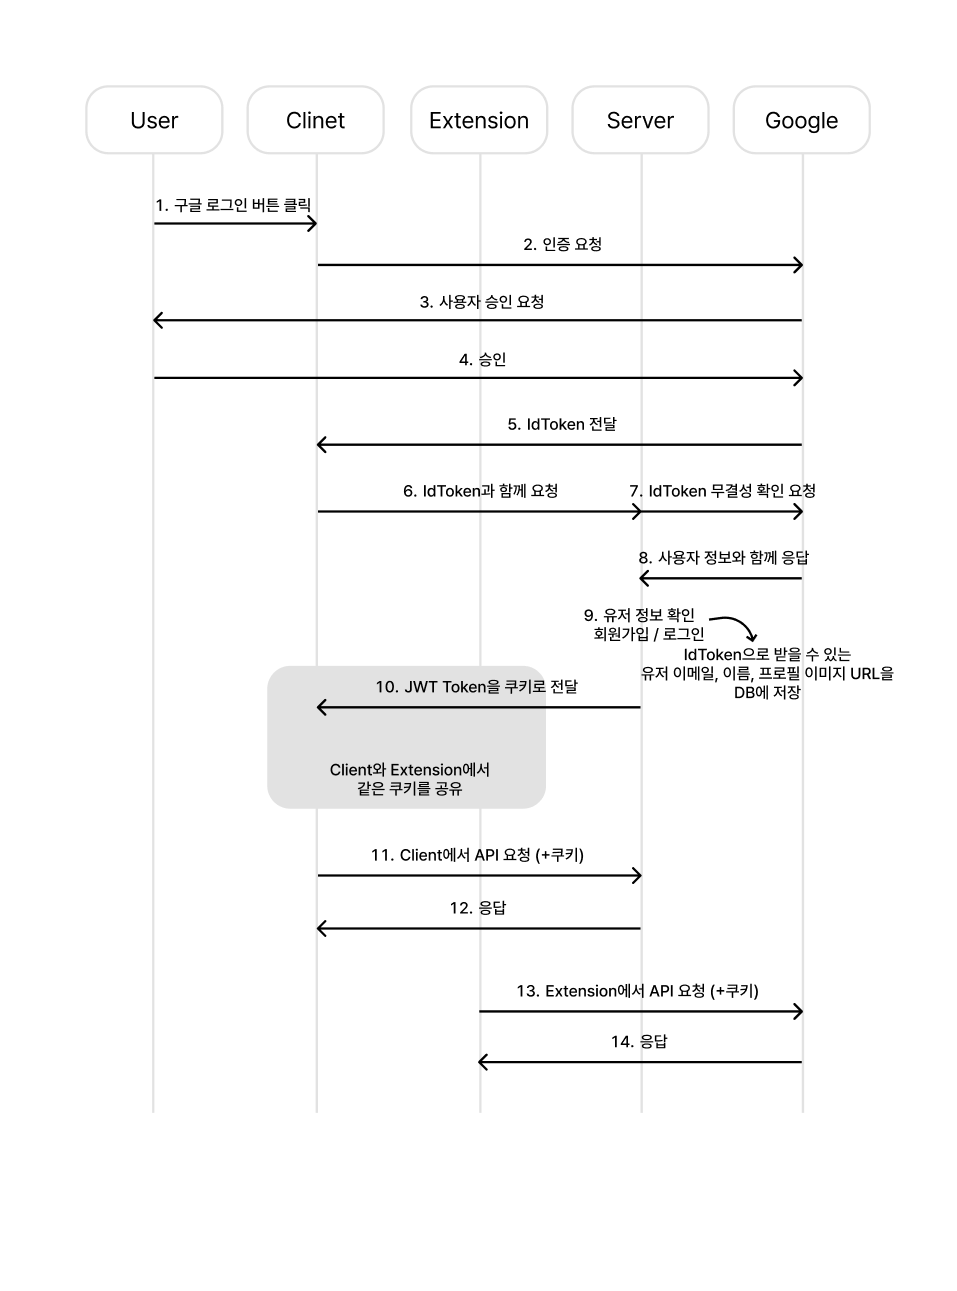 User
Clinet
Extension
Server
Google
1. 구글 로그인 버튼 클릭
2. 인증 요청
3. 사용자 승인 요청
4. 승인
5. IdToken 전달
6. IdToken과 함께 요청
7. IdToken 무결성 확인 요청
8. 사용자 정보와 함께 응답
9. 유저 정보 확인
회원가입 / 로그인
IdToken으로 받을 수 있는
유저 이메일, 이름, 프로필 이미지 URL을
DB에 저장
10. JWT Token을 쿠키로 전달
Client와 Extension에서
같은 쿠키를 공유
11. Client에서 API 요청 (+쿠키)
12. 응답
13. Extension에서 API 요청 (+쿠키)
14. 응답